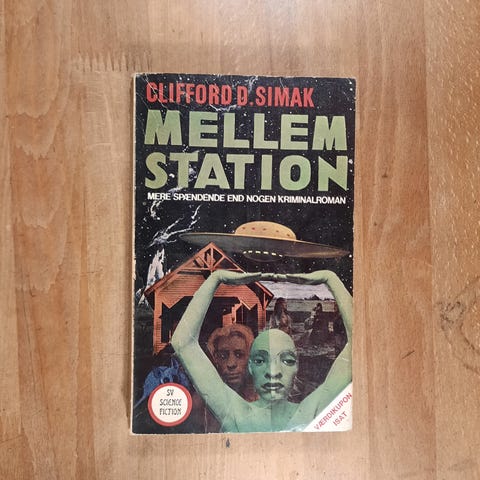 CLIFFORD D. SIMAK
MELLEM
STATION
MERE SPÆNDENDE END NOGEN KRIMINALROMAN
SV
SCIENCE
FICTION
VÆRDIKUPON
ISAT